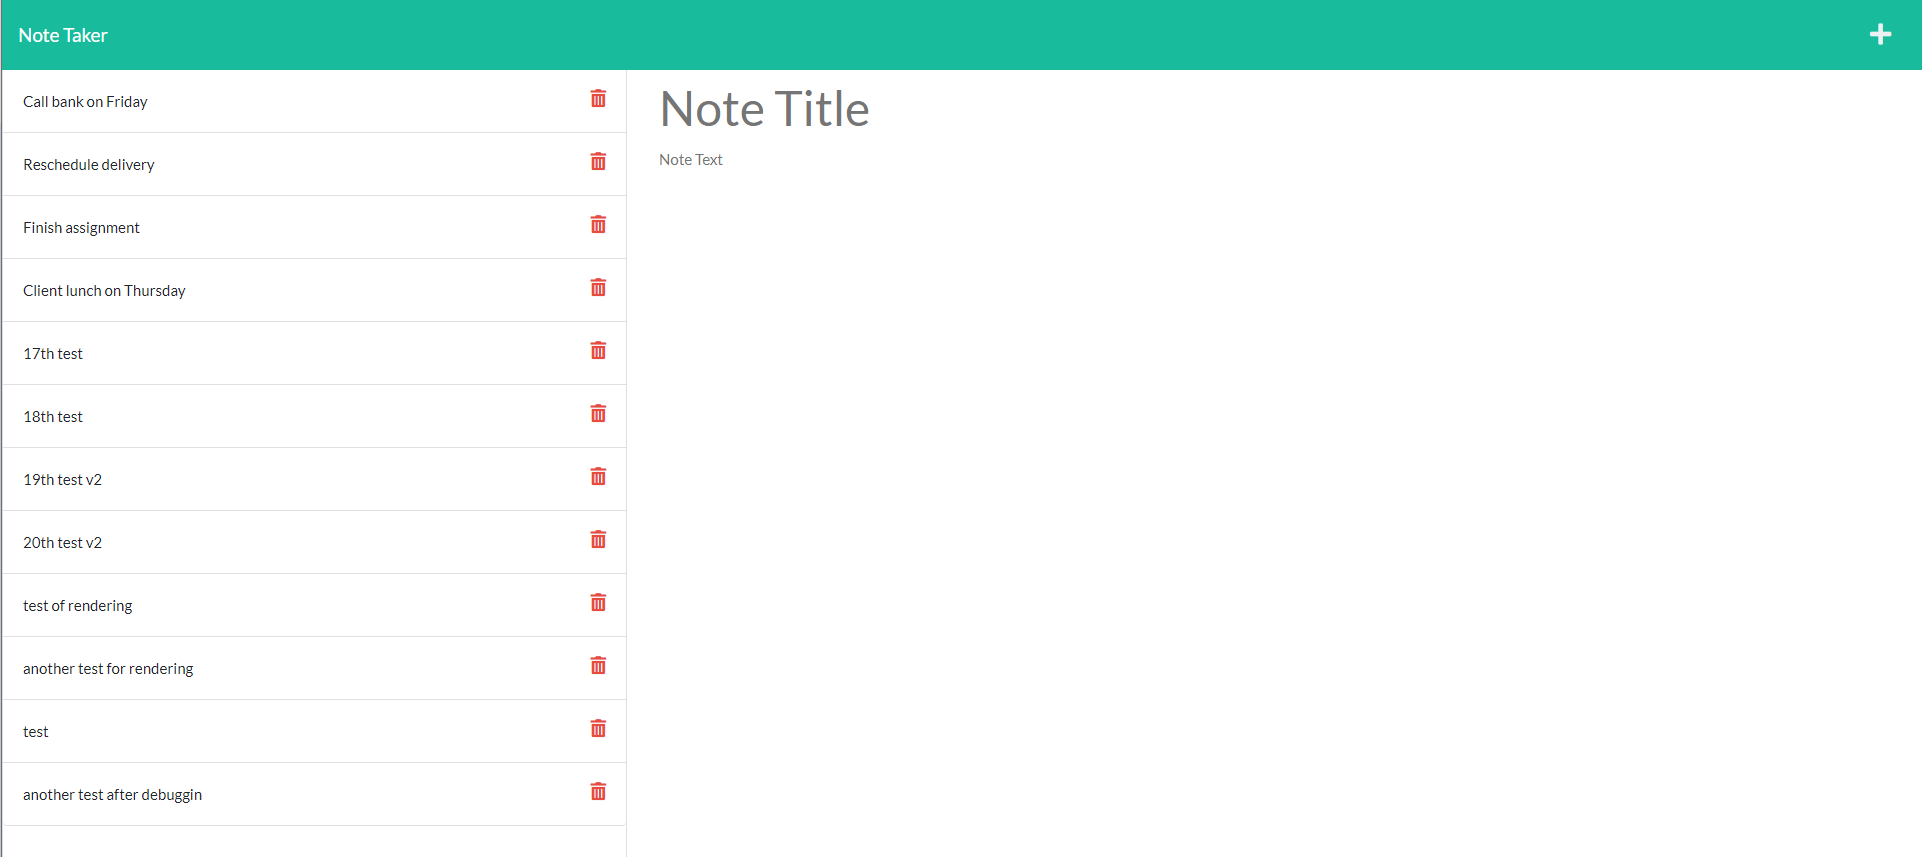 Note Taker
Call bank on Friday
Reschedule delivery
Finish assignment
Client lunch on Thursday
17th test
18th test
19th test v2
20th test v2
test of rendering
another test for rendering
test
another test after debuggin
Note Title
Note Text